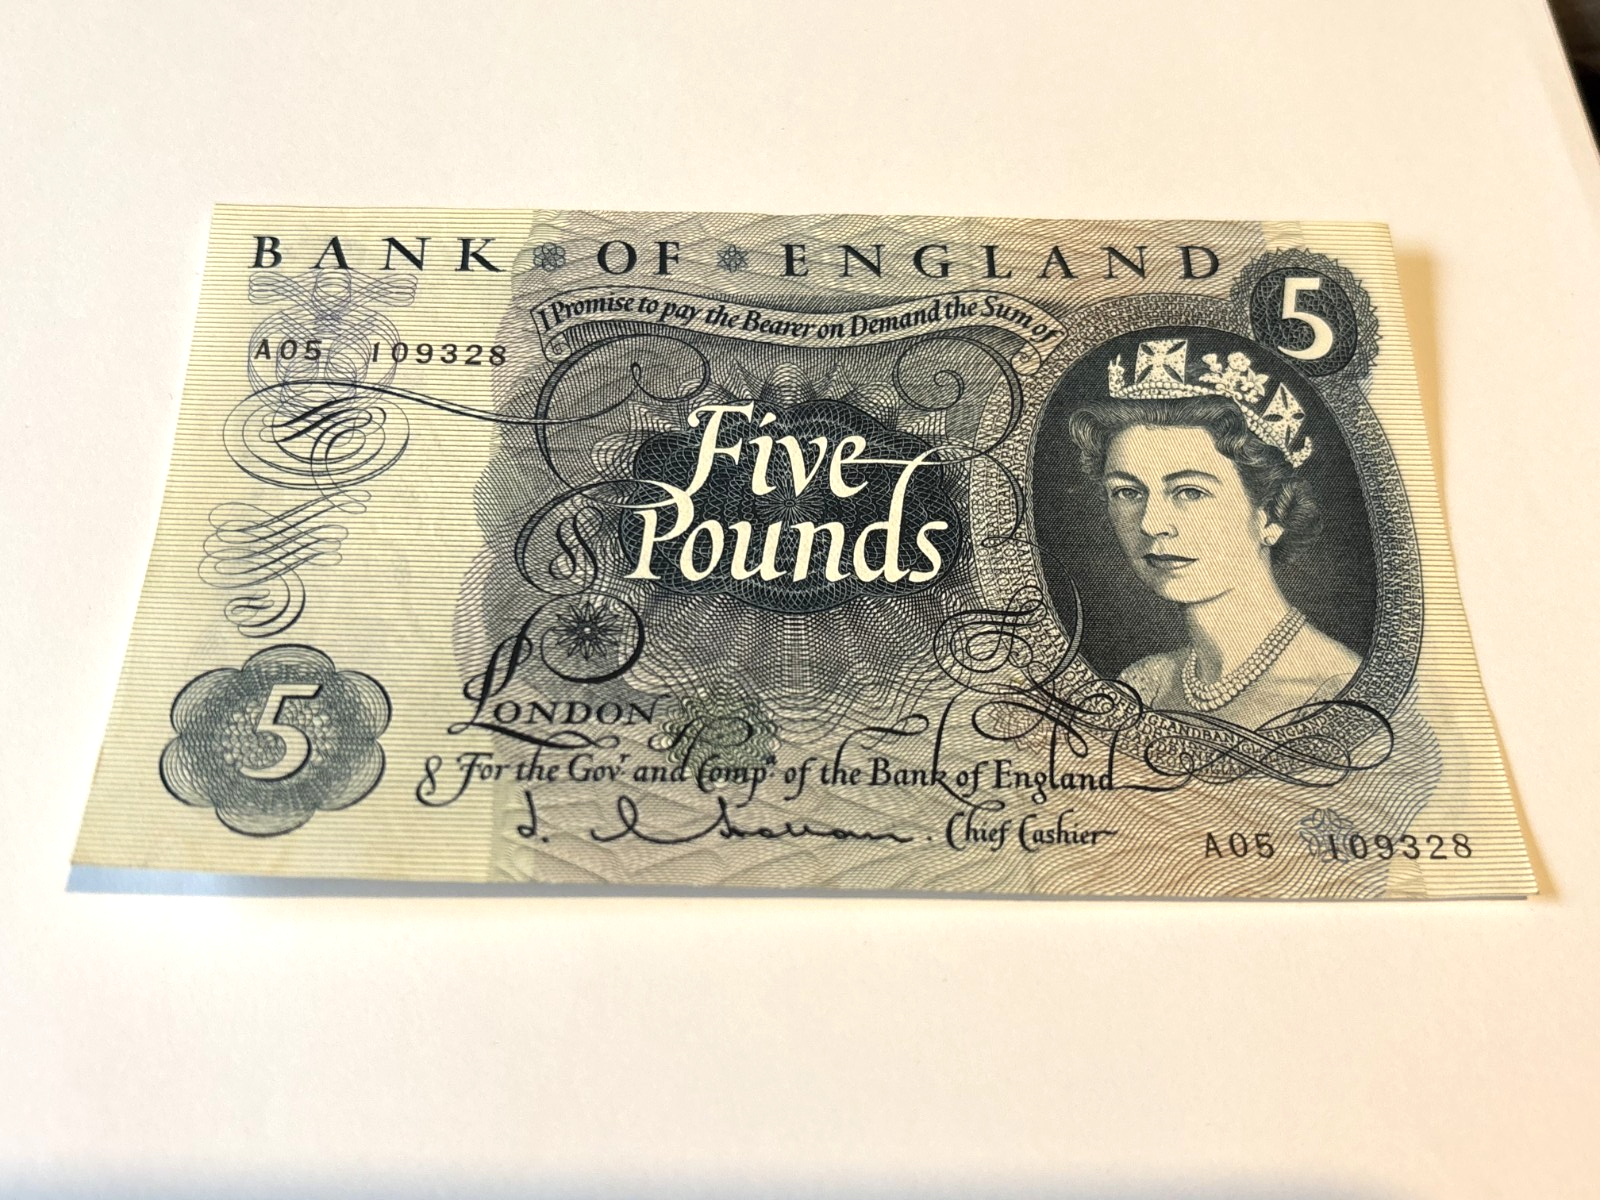 BANK OF ENGLAND
5
I Promise to pay the Bearer on Demand the Sum of
A05 109328
Five
Pounds
LONDON
5
For the Govr and Compa of the Bank of England
Chief Cashier
A05 109328